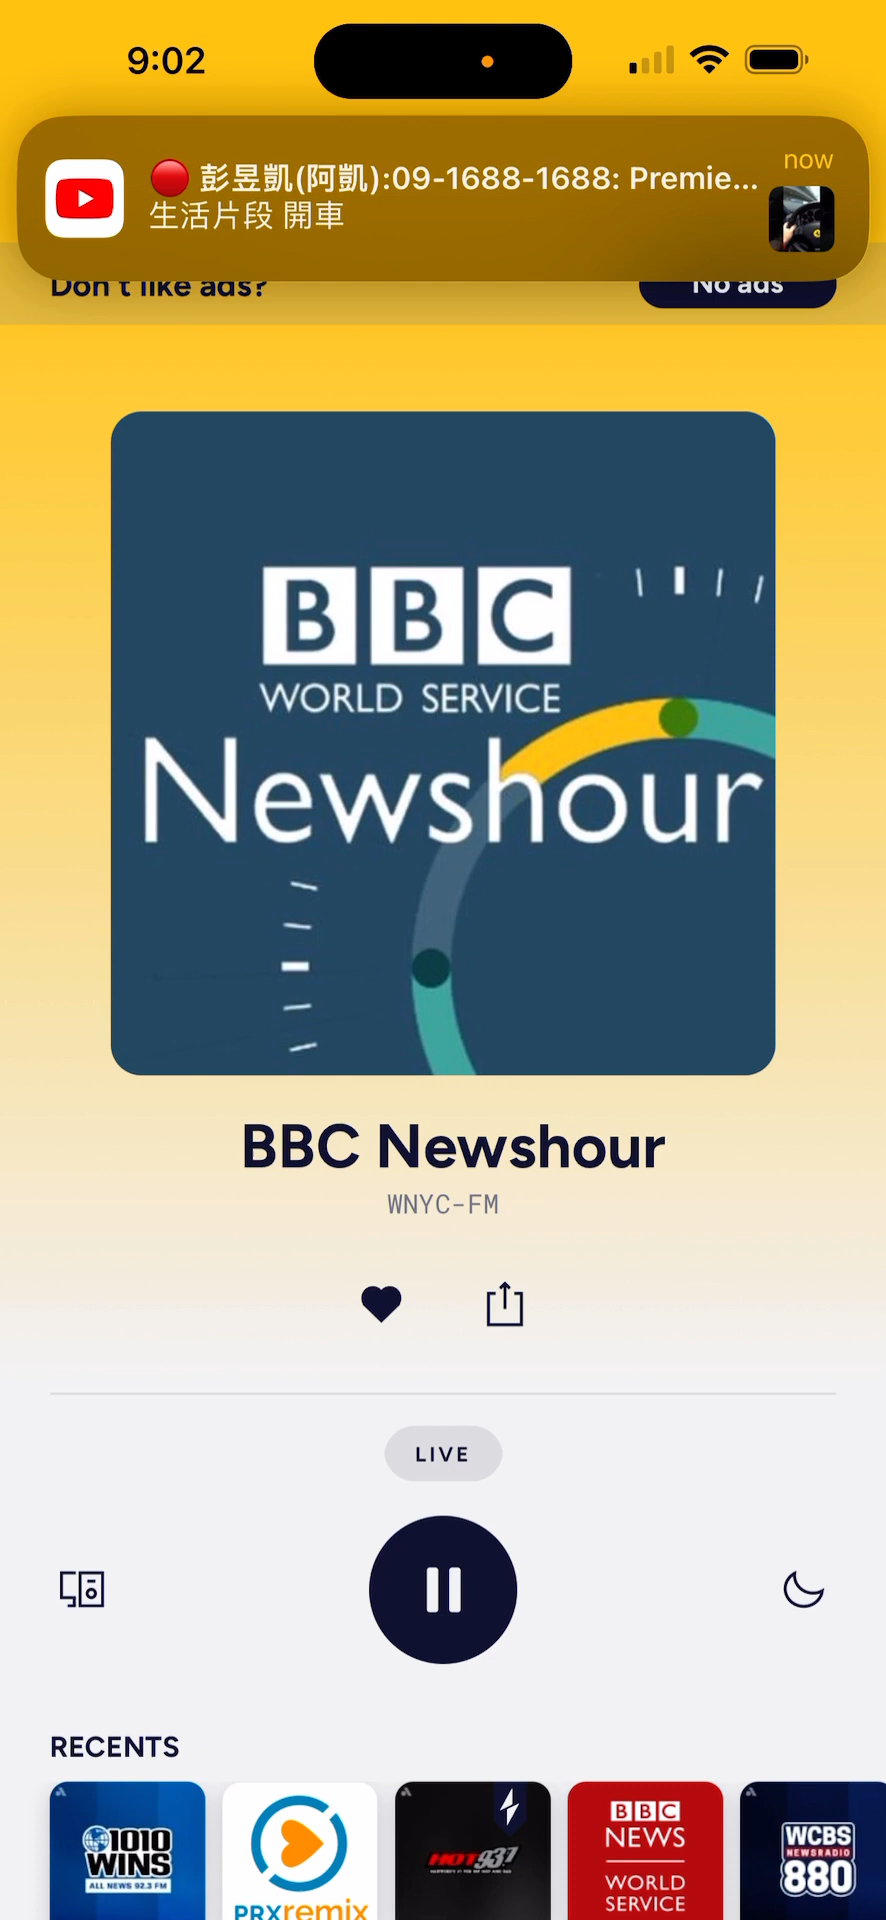 9:02
🔴 彭昱凱(阿凱):09-1688-1688: Premie...
now
生活片段 開車
Don't like ads?
No ads
BBC
WORLD SERVICE
Newshour
BBC Newshour
WNYC-FM
LIVE
RECENTS
1010
WINS
ALL NEWS 92.3 FM
PRXremix
HOT 93.7
BBC
NEWS
WORLD
SERVICE
WCBS
NEWSRADIO
880